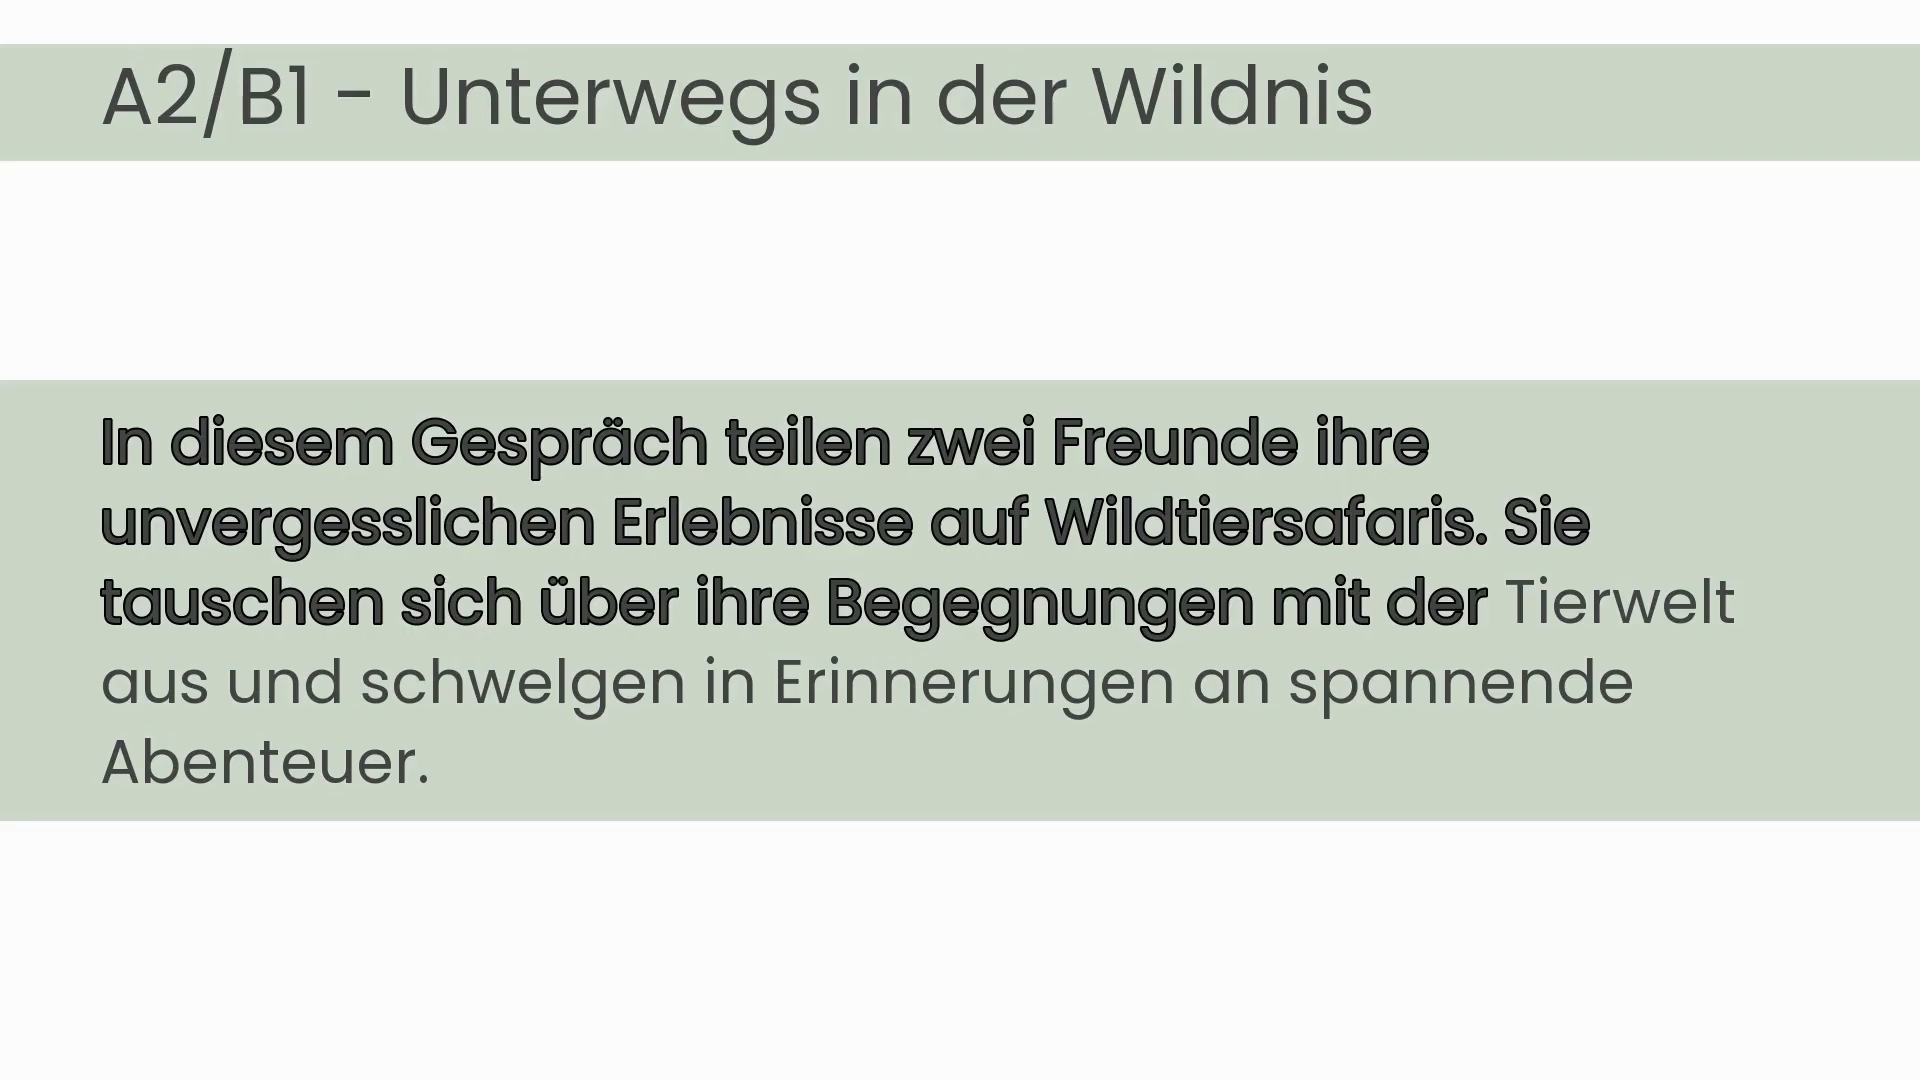 A2/B1 - Unterwegs in der Wildnis
In diesem Gespräch teilen zwei Freunde ihre
unvergesslichen Erlebnisse auf Wildtiersafaris. Sie
tauschen sich über ihre Begegnungen mit der Tierwelt
aus und schwelgen in Erinnerungen an spannende
Abenteuer.